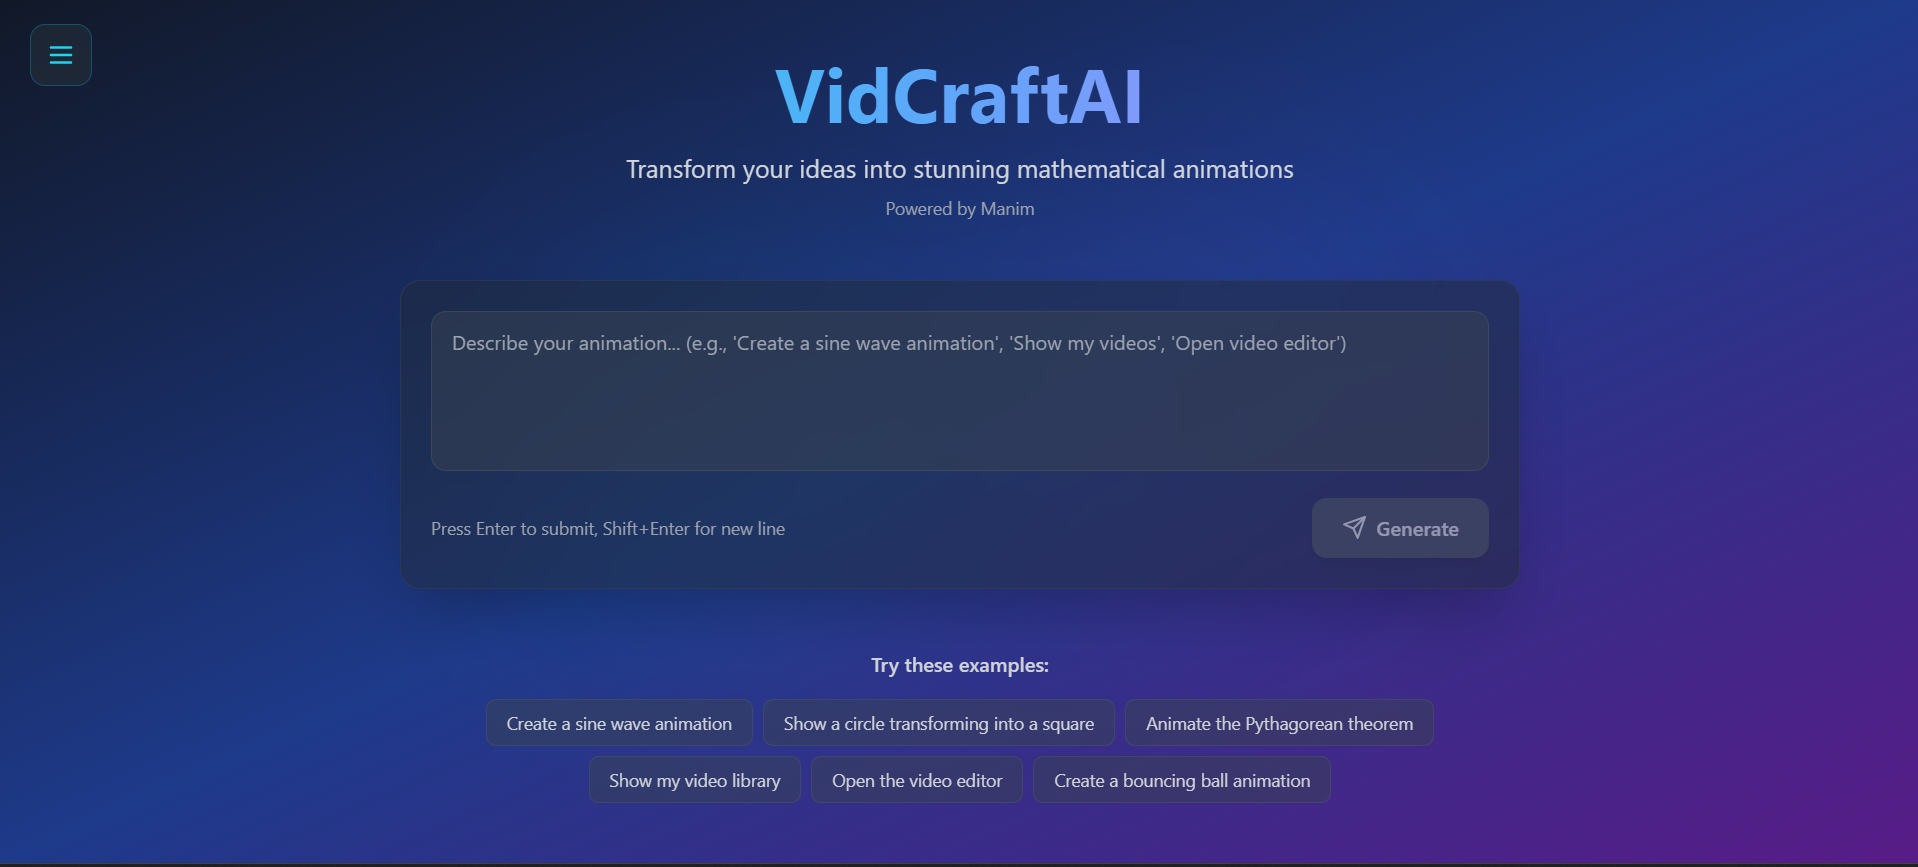 VidCraftAI
Transform your ideas into stunning mathematical animations
Powered by Manim
Describe your animation... (e.g., 'Create a sine wave animation', 'Show my videos', 'Open video editor')
Press Enter to submit, Shift+Enter for new line
Generate
Try these examples:
Create a sine wave animation
Show a circle transforming into a square
Animate the Pythagorean theorem
Show my video library
Open the video editor
Create a bouncing ball animation